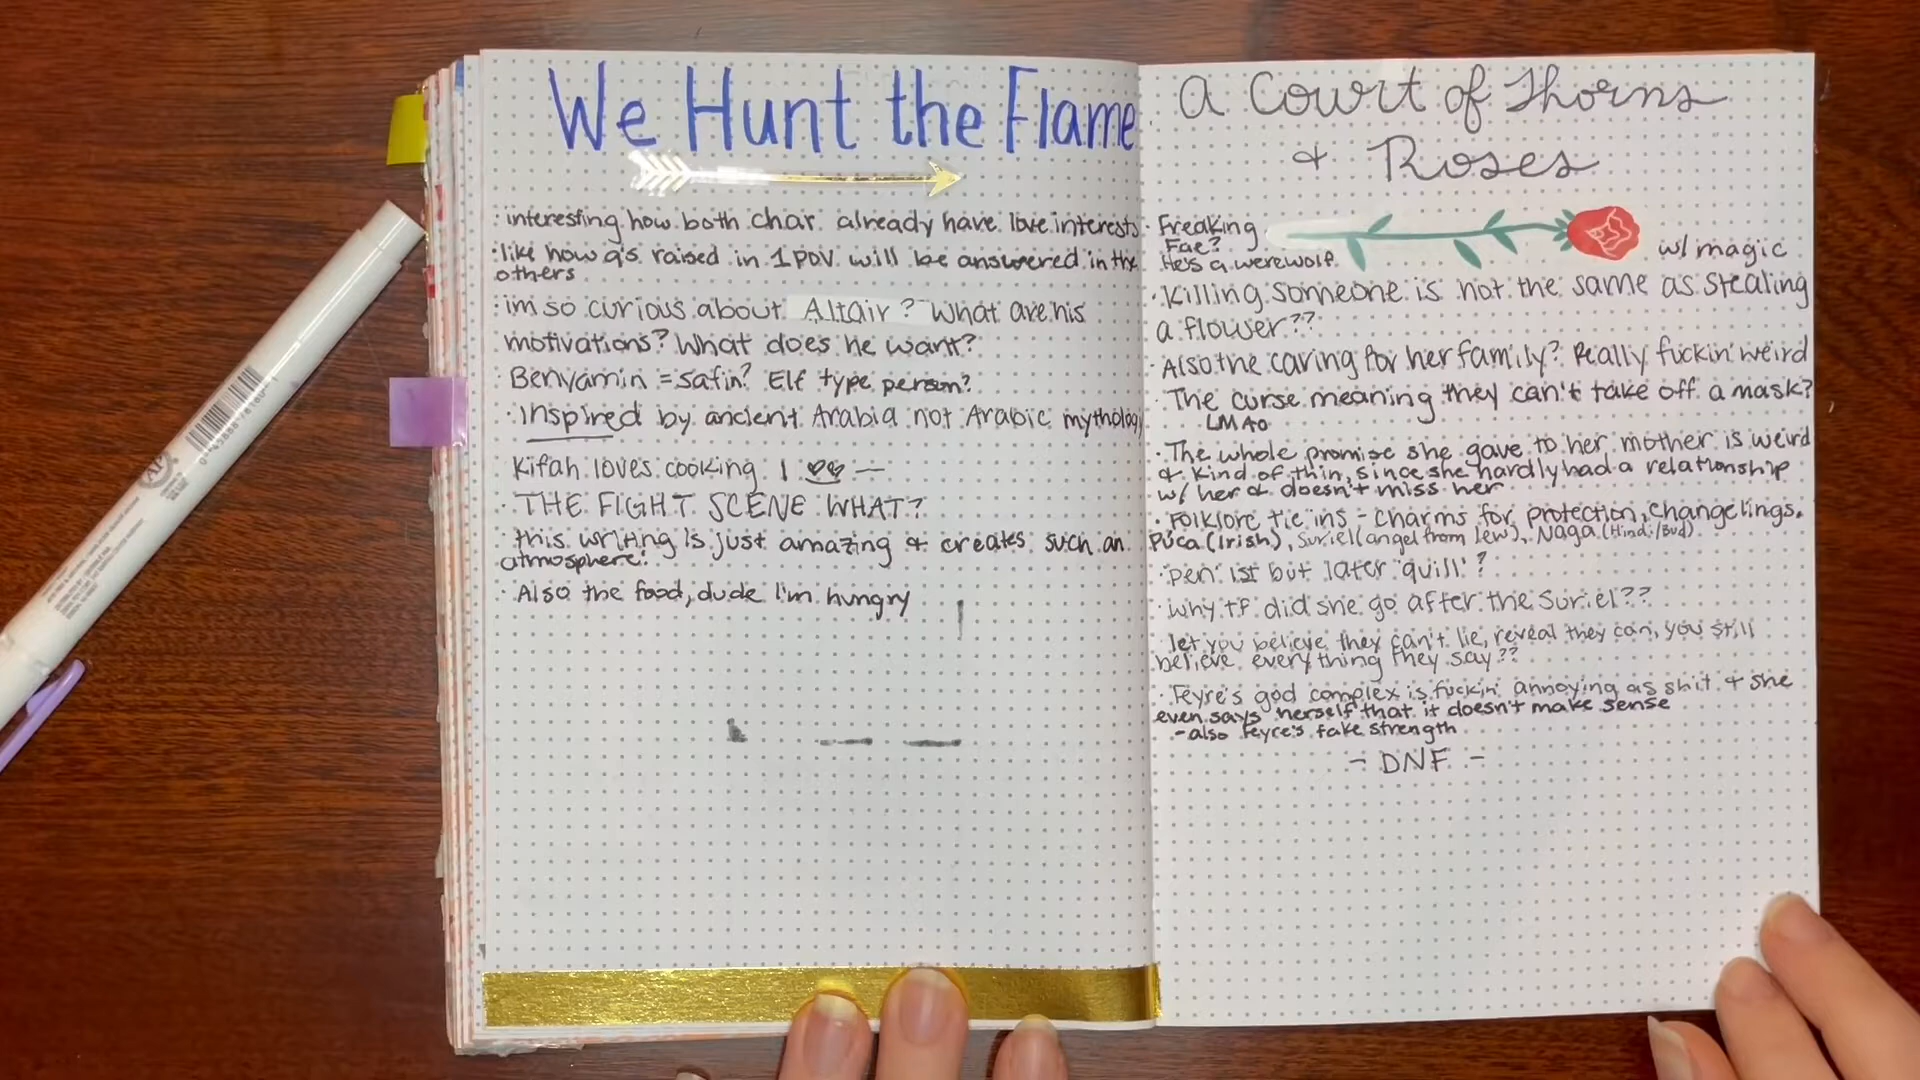 We Hunt the Flame
· interesting how both char. already have love interests
· like how q's raised in 1 POV will be answered in the
others
· im so curious about Altair? What are his
motivations? What does he want?
Benyamin = safin? Elf type person?
· Inspired by ancient Arabia not Arabic mythology
Kifah loves cooking
· THE FIGHT SCENE WHAT?
· this writing is just amazing + creates such an
atmosphere!
· Also the food, dude I'm hungry
A Court of Thorns
+ Roses
· Freaking
Fae?
He's a werewolf
w/ magic
· Killing someone is not the same as stealing
a flower??
· Also the caring for her family? Really fuckin' weird
· The curse meaning they can't take off a mask?
LMAO
· The whole promise she gave to her mother is weird
& kind of thin, since she hardly had a relationship
w/ her & doesn't miss her
· Folklore tie ins - charms for protection, changelings,
Puca (Irish), Suriel (angel from Jew), Naga (Hindi/Bud)
· 'pen' 1st but later 'quill'?
· why tf did she go after the Suriel??
· let you believe they can't lie, reveal they can, you still
believe everything they say??
· Feyre's god complex is fuckin' annoying as shit + she
even says herself that it doesn't make sense
- also Feyre's fake strength
- DNF -